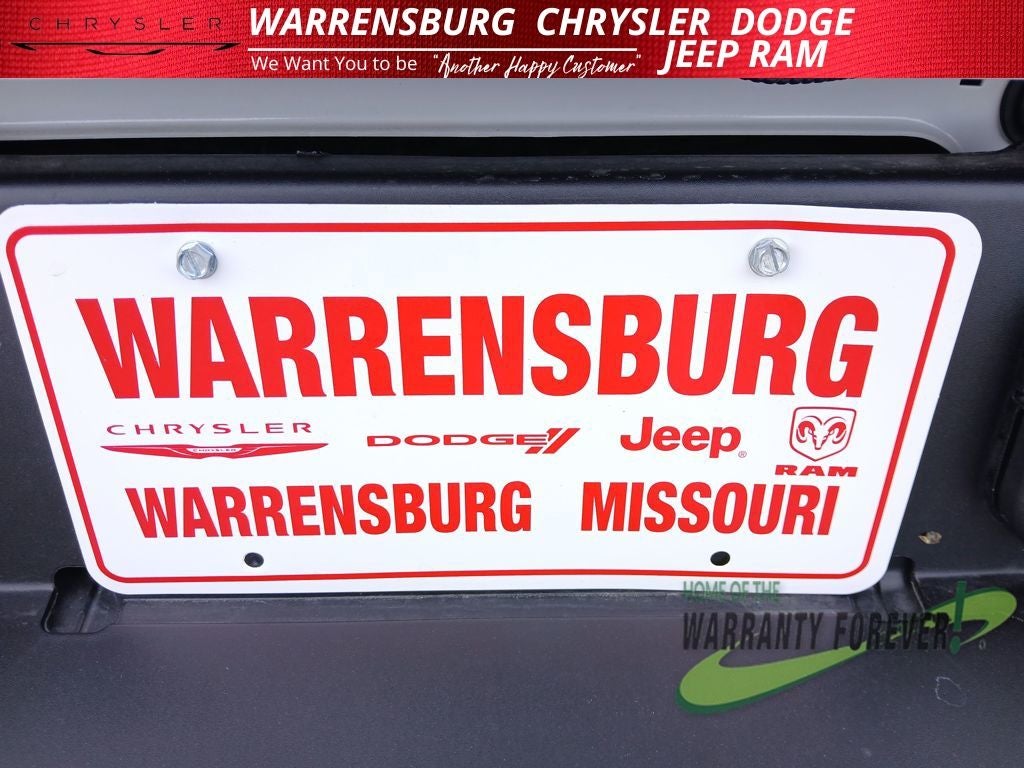 CHRYSLER
WARRENSBURG CHRYSLER DODGE
JEEP RAM
We Want You to be "Another Happy Customer"
WARRENSBURG
CHRYSLER
CHRYSLER
DODGE
Jeep®
RAM
WARRENSBURG MISSOURI
HOME OF THE
WARRANTY FOREVER!®